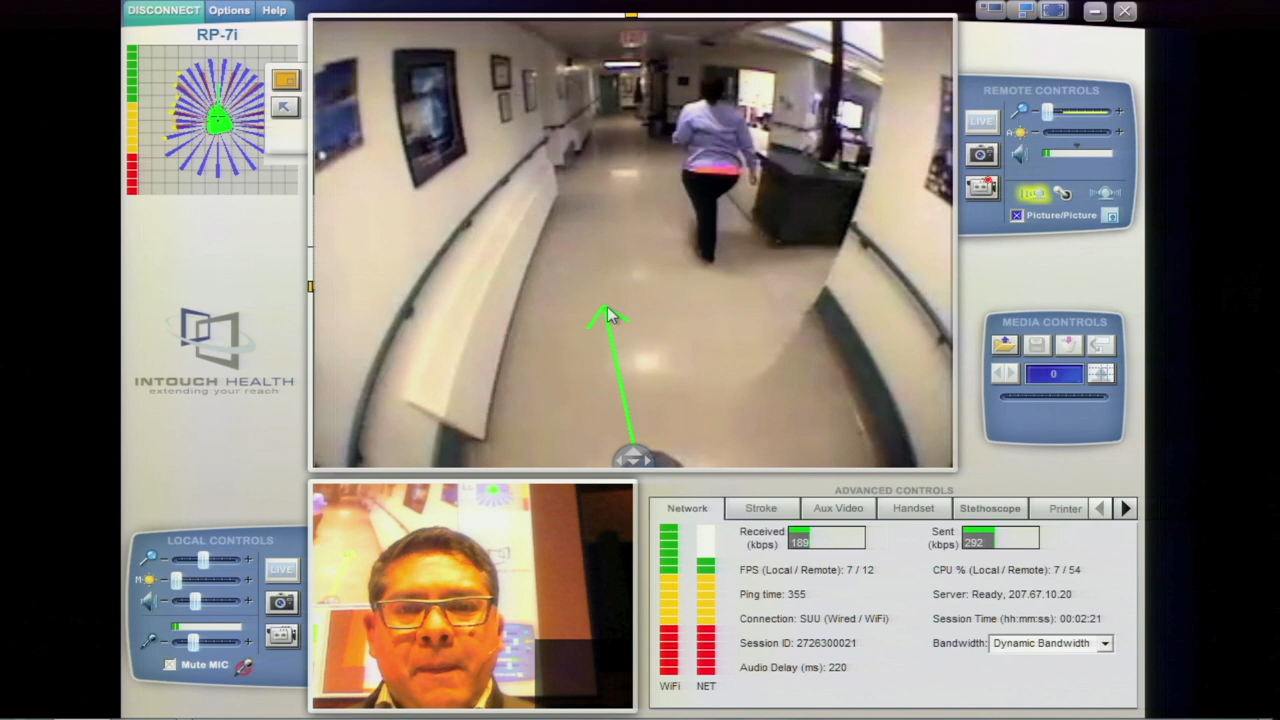 DISCONNECT Options Help
RP-7i
EXIT
REMOTE CONTROLS
LIVE
A
Picture/Picture
INTOUCH HEALTH
extending your reach
MEDIA CONTROLS
0
LOCAL CONTROLS
LIVE
M
Mute MIC
ADVANCED CONTROLS
Network Stroke Aux Video Handset Stethoscope Printer
Received (kbps) 189
Sent (kbps) 292
FPS (Local / Remote): 7 / 12
CPU % (Local / Remote): 7 / 54
Ping time: 355
Server: Ready, 207.67.10.20
Connection: SUU (Wired / WiFi)
Session Time (hh:mm:ss): 00:02:21
Session ID: 2726300021
Bandwidth: Dynamic Bandwidth
Audio Delay (ms): 220
WiFi NET